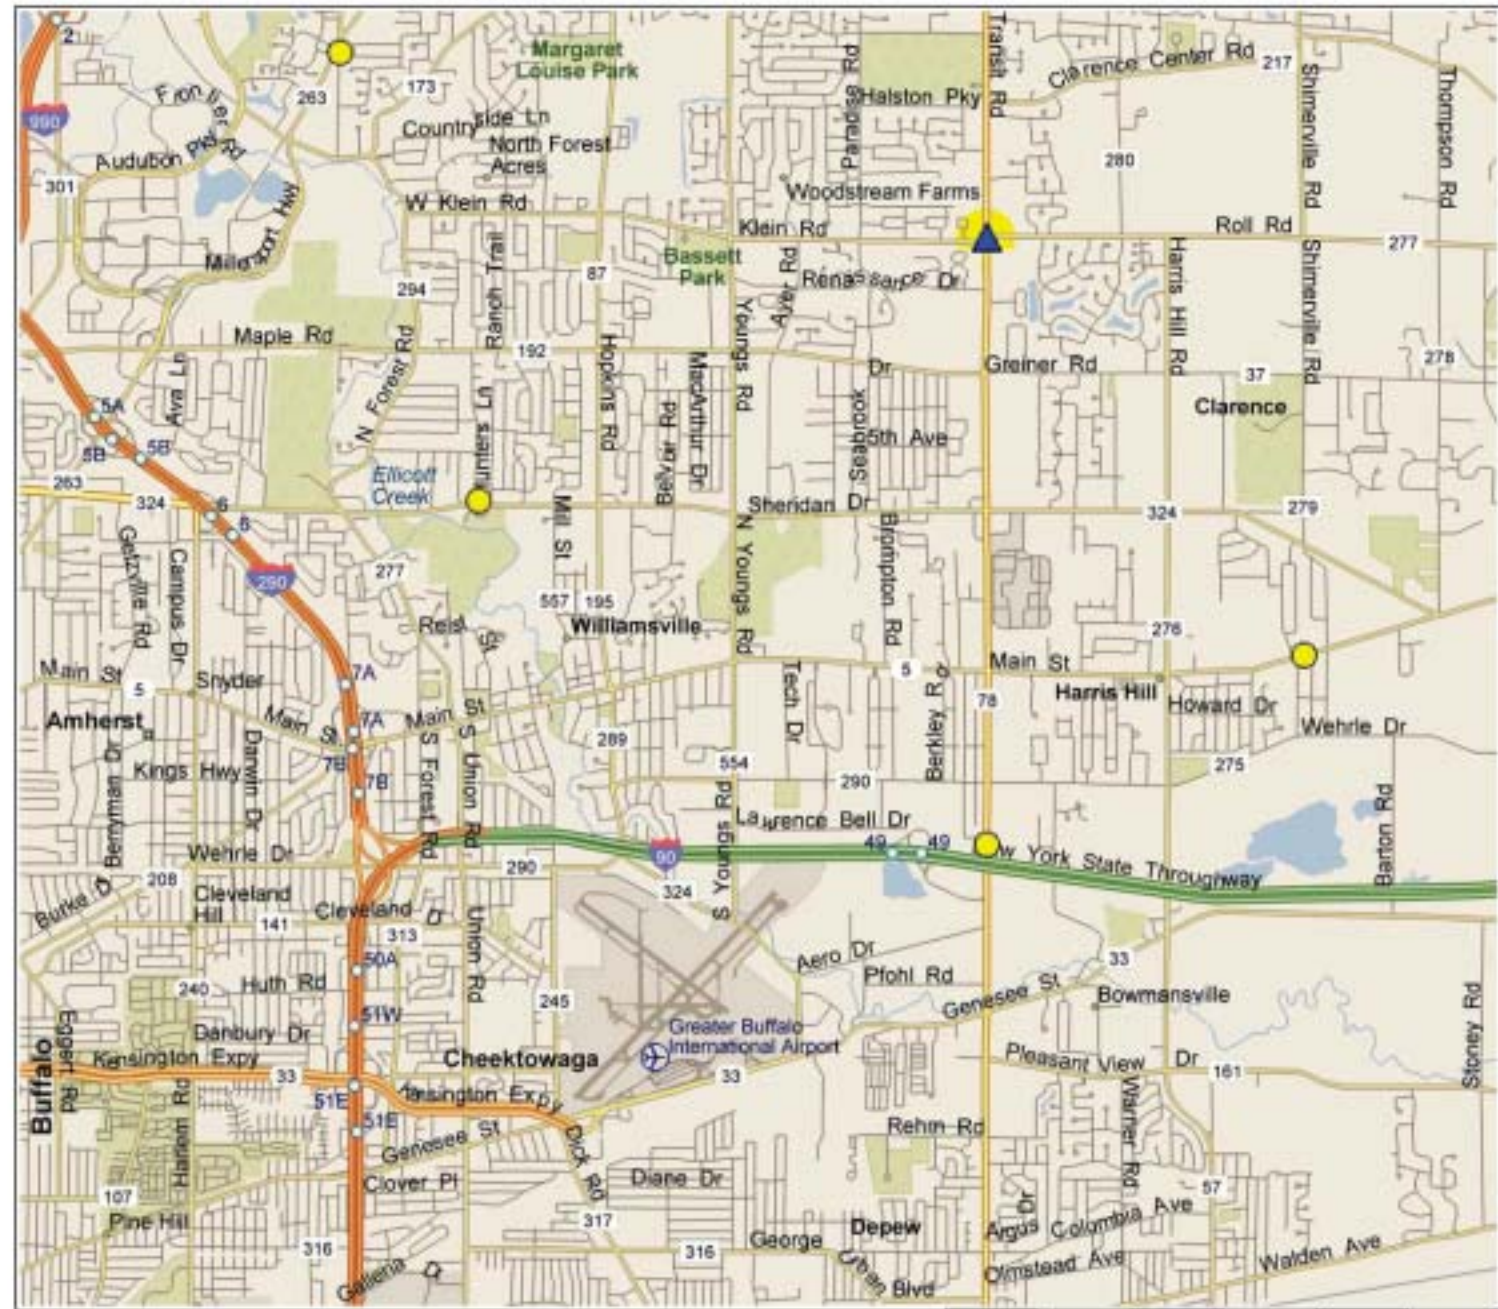 2
263
173
Margaret
Louise Park
Paradise Rd
Transit Rd
Clarence Center Rd
217
Shimerville Rd
Thompson Rd
Frontier Rd
Country side Ln
Halston Pky
990
Audubon Pky
North Forest
Acres
280
301
Millersport Hwy
W Klein Rd
Woodstream Farms
Klein Rd
Roll Rd
277
Bassett
Park
Ranch Trail
87
Ayer Rd
Renaissance Dr
Harris Hill Rd
Shimerville Rd
294
Maple Rd
192
N Forest Rd
Hopkins Rd
MacArthur Dr
Youngs Rd
Dr
Greiner Rd
37
278
Ava Ln
5A
5B
5B
Hunters Ln
Belvoir Rd
Seabrook
5th Ave
Clarence
Ellicott
Creek
263
324
6
6
Mill St
Sheridan Dr
324
279
Getzville Rd
Campus Dr
290
277
557
195
N Youngs Rd
Brompton Rd
Reist St
Williamsville
276
Main St
5
Snyder
7A
Main St
Tech Dr
5
Berkley Rd
Main St
Harris Hill
Howard Dr
Wehrle Dr
Amherst
Main St
7A
7B
7B
S Forest Rd
S Union Rd
289
78
Kings Hwy
Berryman Dr
Darwin Dr
554
290
275
S Youngs Rd
Lawrence Bell Dr
Barton Rd
Wehrle Dr
290
90
49
49
w York State Throughway
208
324
Burke D
Cleveland
Hill
141
Cleveland D
313
Union Rd
50A
Aero Dr
Pfohl Rd
Genesee St
33
Huth Rd
240
245
Bowmansville
51W
Danbury Dr
Greater Buffalo
International Airport
Stoney Rd
Buffalo
Eggert Rd
Kensington Expy
33
Cheektowaga
33
Pleasant View Dr
161
51E
Kensington Expy
51E
Genesee St
Harlem Rd
Dick Rd
Rehm Rd
Warner Rd
Clover Pl
Diane Dr
57
107
Pine Hill
317
Depew
Dr
Argus
Columbia Ave
316
316
George
Urban
Blvd
Olmstead Ave
Walden Ave
Galleria Dr